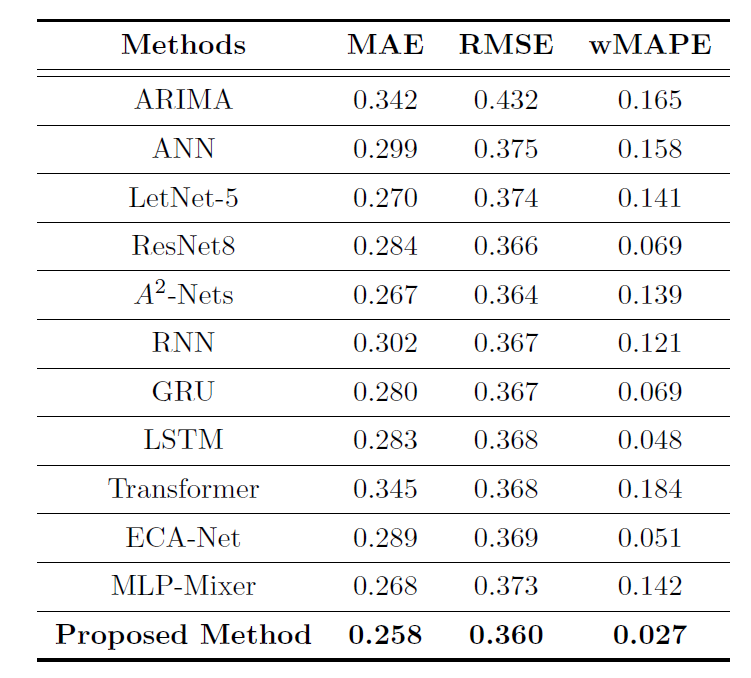 Methods MAE RMSE wMAPE
ARIMA 0.342 0.432 0.165
ANN 0.299 0.375 0.158
LetNet-5 0.270 0.374 0.141
ResNet8 0.284 0.366 0.069
A²-Nets 0.267 0.364 0.139
RNN 0.302 0.367 0.121
GRU 0.280 0.367 0.069
LSTM 0.283 0.368 0.048
Transformer 0.345 0.368 0.184
ECA-Net 0.289 0.369 0.051
MLP-Mixer 0.268 0.373 0.142
Proposed Method 0.258 0.360 0.027